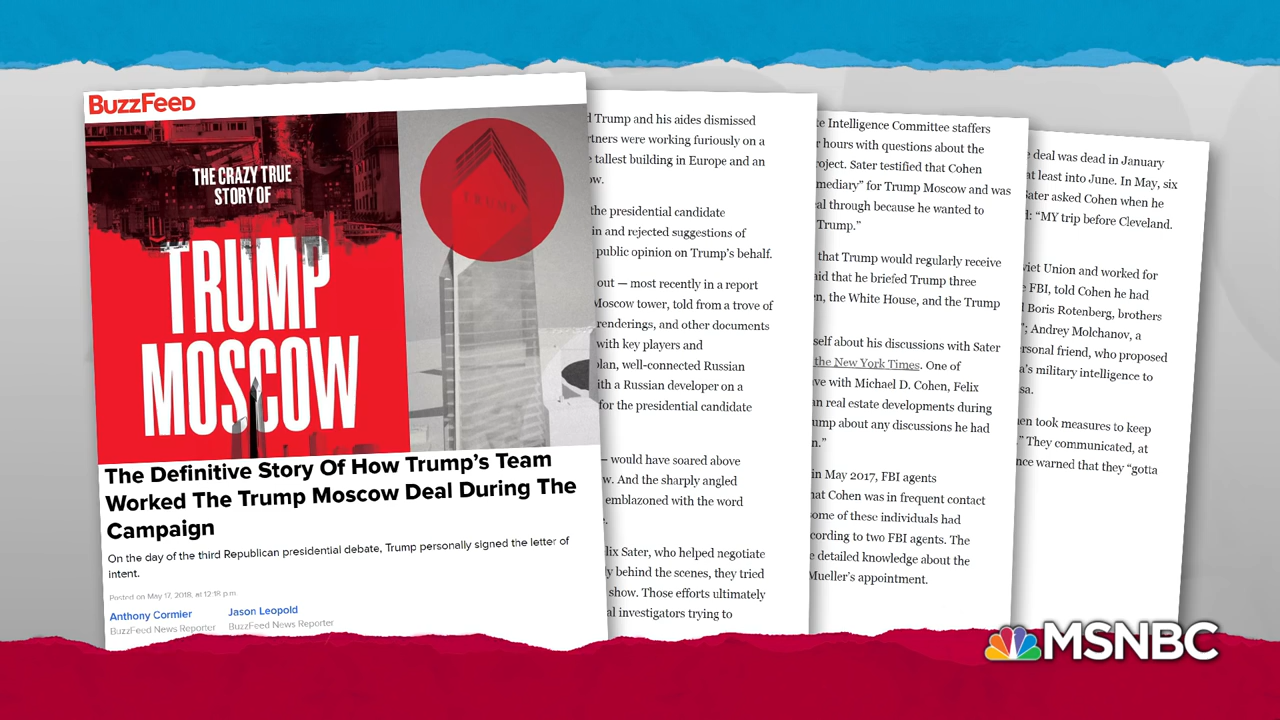 BuzzFeed
THE CRAZY TRUE
STORY OF
TRUMP
MOSCOW
TRUMP
The Definitive Story Of How Trump's Team
Worked The Trump Moscow Deal During The
Campaign
On the day of the third Republican presidential debate, Trump personally signed the letter of
intent.
Posted on May 17, 2018, at 12:18 p.m.
Anthony Cormier
BuzzFeed News Reporter
Jason Leopold
BuzzFeed News Reporter
d Trump and his aides dismissed
rtners were working furiously on a
e tallest building in Europe and an
ow.
the presidential candidate
in and rejected suggestions of
public opinion on Trump's behalf.
out — most recently in a report
Moscow tower, told from a trove of
renderings, and other documents
with key players and
plan, well-connected Russian
ith a Russian developer on a
for the presidential candidate
— would have soared above
w. And the sharply angled
emblazoned with the word
e.
lix Sater, who helped negotiate
ly behind the scenes, they tried
show. Those efforts ultimately
al investigators trying to
te Intelligence Committee staffers
r hours with questions about the
roject. Sater testified that Cohen
mediary” for Trump Moscow and was
eal through because he wanted to
Trump.”
that Trump would regularly receive
aid that he briefed Trump three
en, the White House, and the Trump
self about his discussions with Sater
the New York Times. One of
ave with Michael D. Cohen, Felix
an real estate developments during
ump about any discussions he had
n.”
in May 2017, FBI agents
hat Cohen was in frequent contact
ome of these individuals had
cording to two FBI agents. The
e detailed knowledge about the
Mueller's appointment.
e deal was dead in January
at least into June. In May, six
Sater asked Cohen when he
d: “MY trip before Cleveland.
viet Union and worked for
e FBI, told Cohen he had
d Boris Rotenberg, brothers
”; Andrey Molchanov, a
ersonal friend, who proposed
a's military intelligence to
sa.
en took measures to keep
.” They communicated, at
nce warned that they “gotta
MSNBC